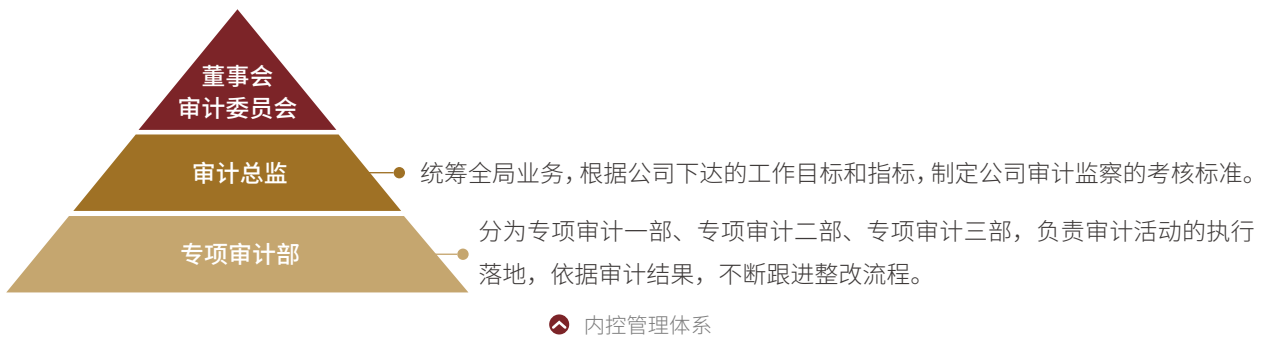 董事会
审计委员会
审计总监
统筹全局业务，根据公司下达的工作目标和指标，制定公司审计监察的考核标准。
专项审计部
分为专项审计一部、专项审计二部、专项审计三部，负责审计活动的执行
落地，依据审计结果，不断跟进整改流程。
内控管理体系